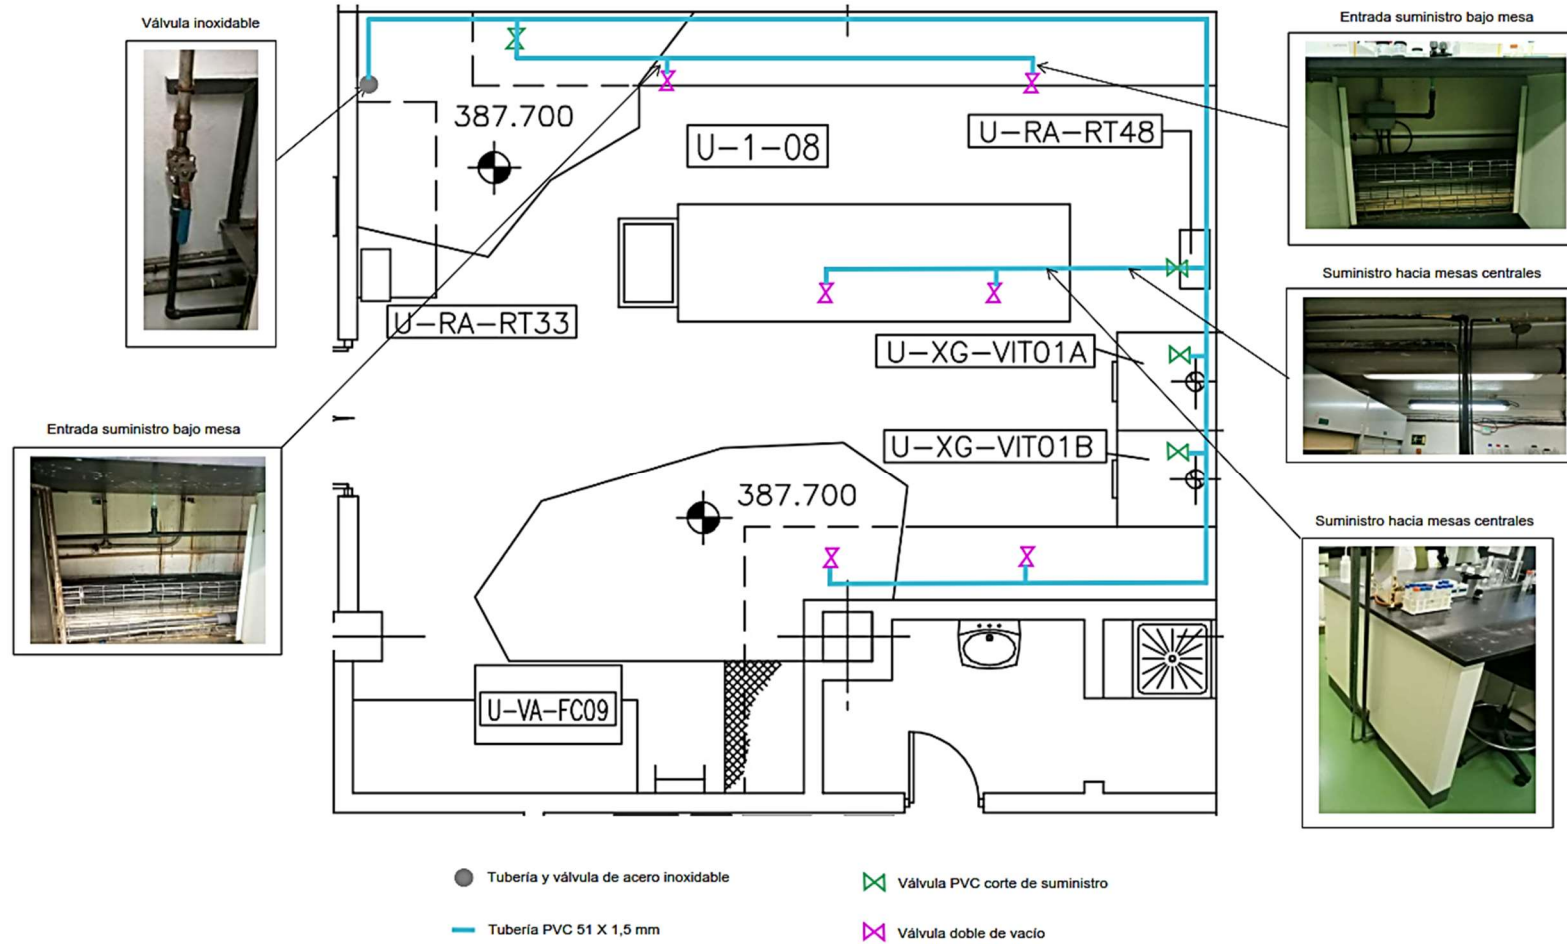 Válvula inoxidable
Entrada suministro bajo mesa
387.700
U-1-08
U-RA-RT48
Suministro hacia mesas centrales
U-RA-RT33
U-XG-VIT01A
Entrada suministro bajo mesa
U-XG-VIT01B
387.700
Suministro hacia mesas centrales
U-VA-FC09
Tubería y válvula de acero inoxidable
Válvula PVC corte de suministro
Tubería PVC 51 X 1,5 mm
Válvula doble de vacío